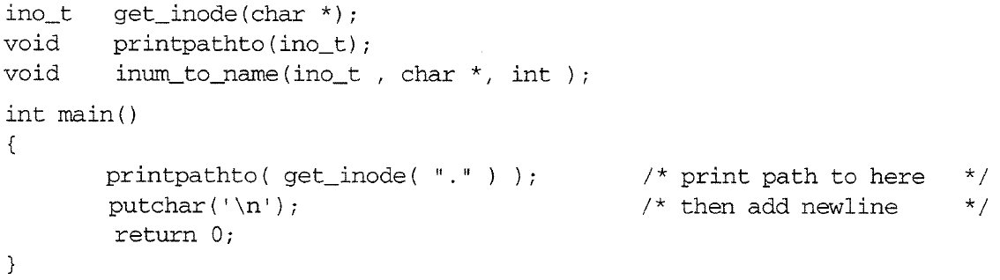 ino_t   get_inode(char *);
void    printpathto(ino_t);
void    inum_to_name(ino_t , char *, int );
int main()
{
        printpathto( get_inode( "." ) );        /* print path to here   */
        putchar('\n');                          /* then add newline     */
        return 0;
}